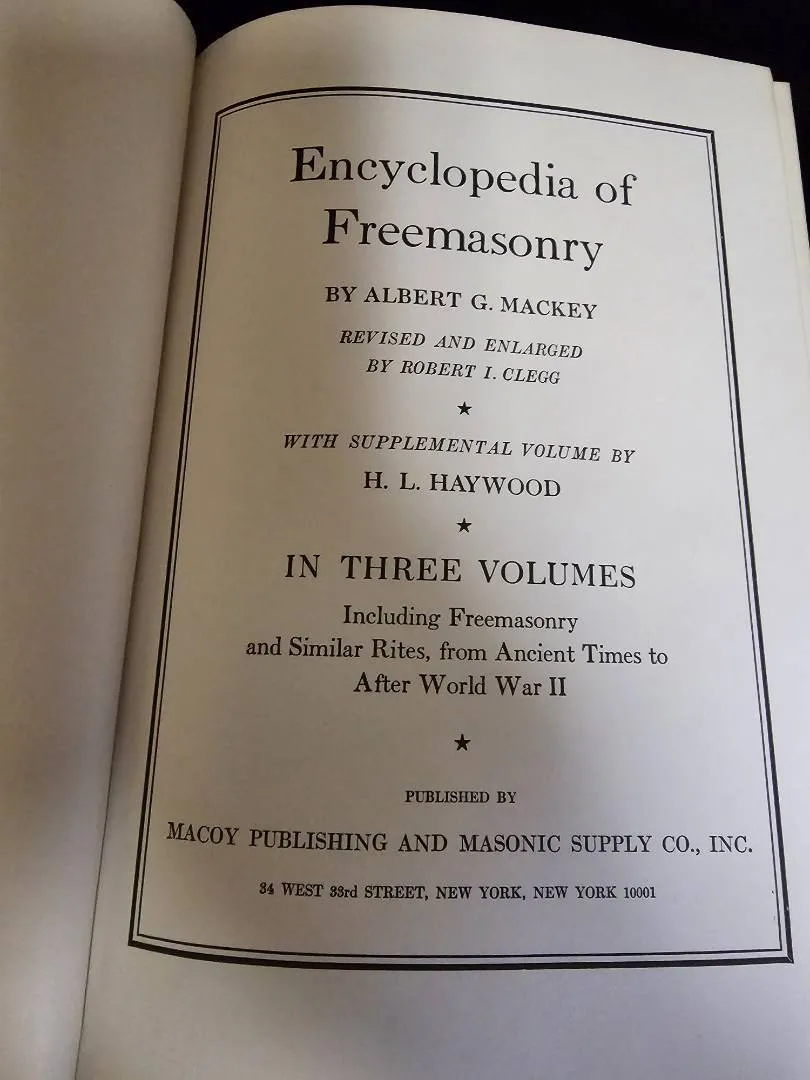 Encyclopedia of
Freemasonry
BY ALBERT G. MACKEY
REVISED AND ENLARGED
BY ROBERT I. CLEGG
★
WITH SUPPLEMENTAL VOLUME BY
H. L. HAYWOOD
★
IN THREE VOLUMES
Including Freemasonry
and Similar Rites, from Ancient Times to
After World War II
★
PUBLISHED BY
MACOY PUBLISHING AND MASONIC SUPPLY CO., INC.
34 WEST 33rd STREET, NEW YORK, NEW YORK 10001